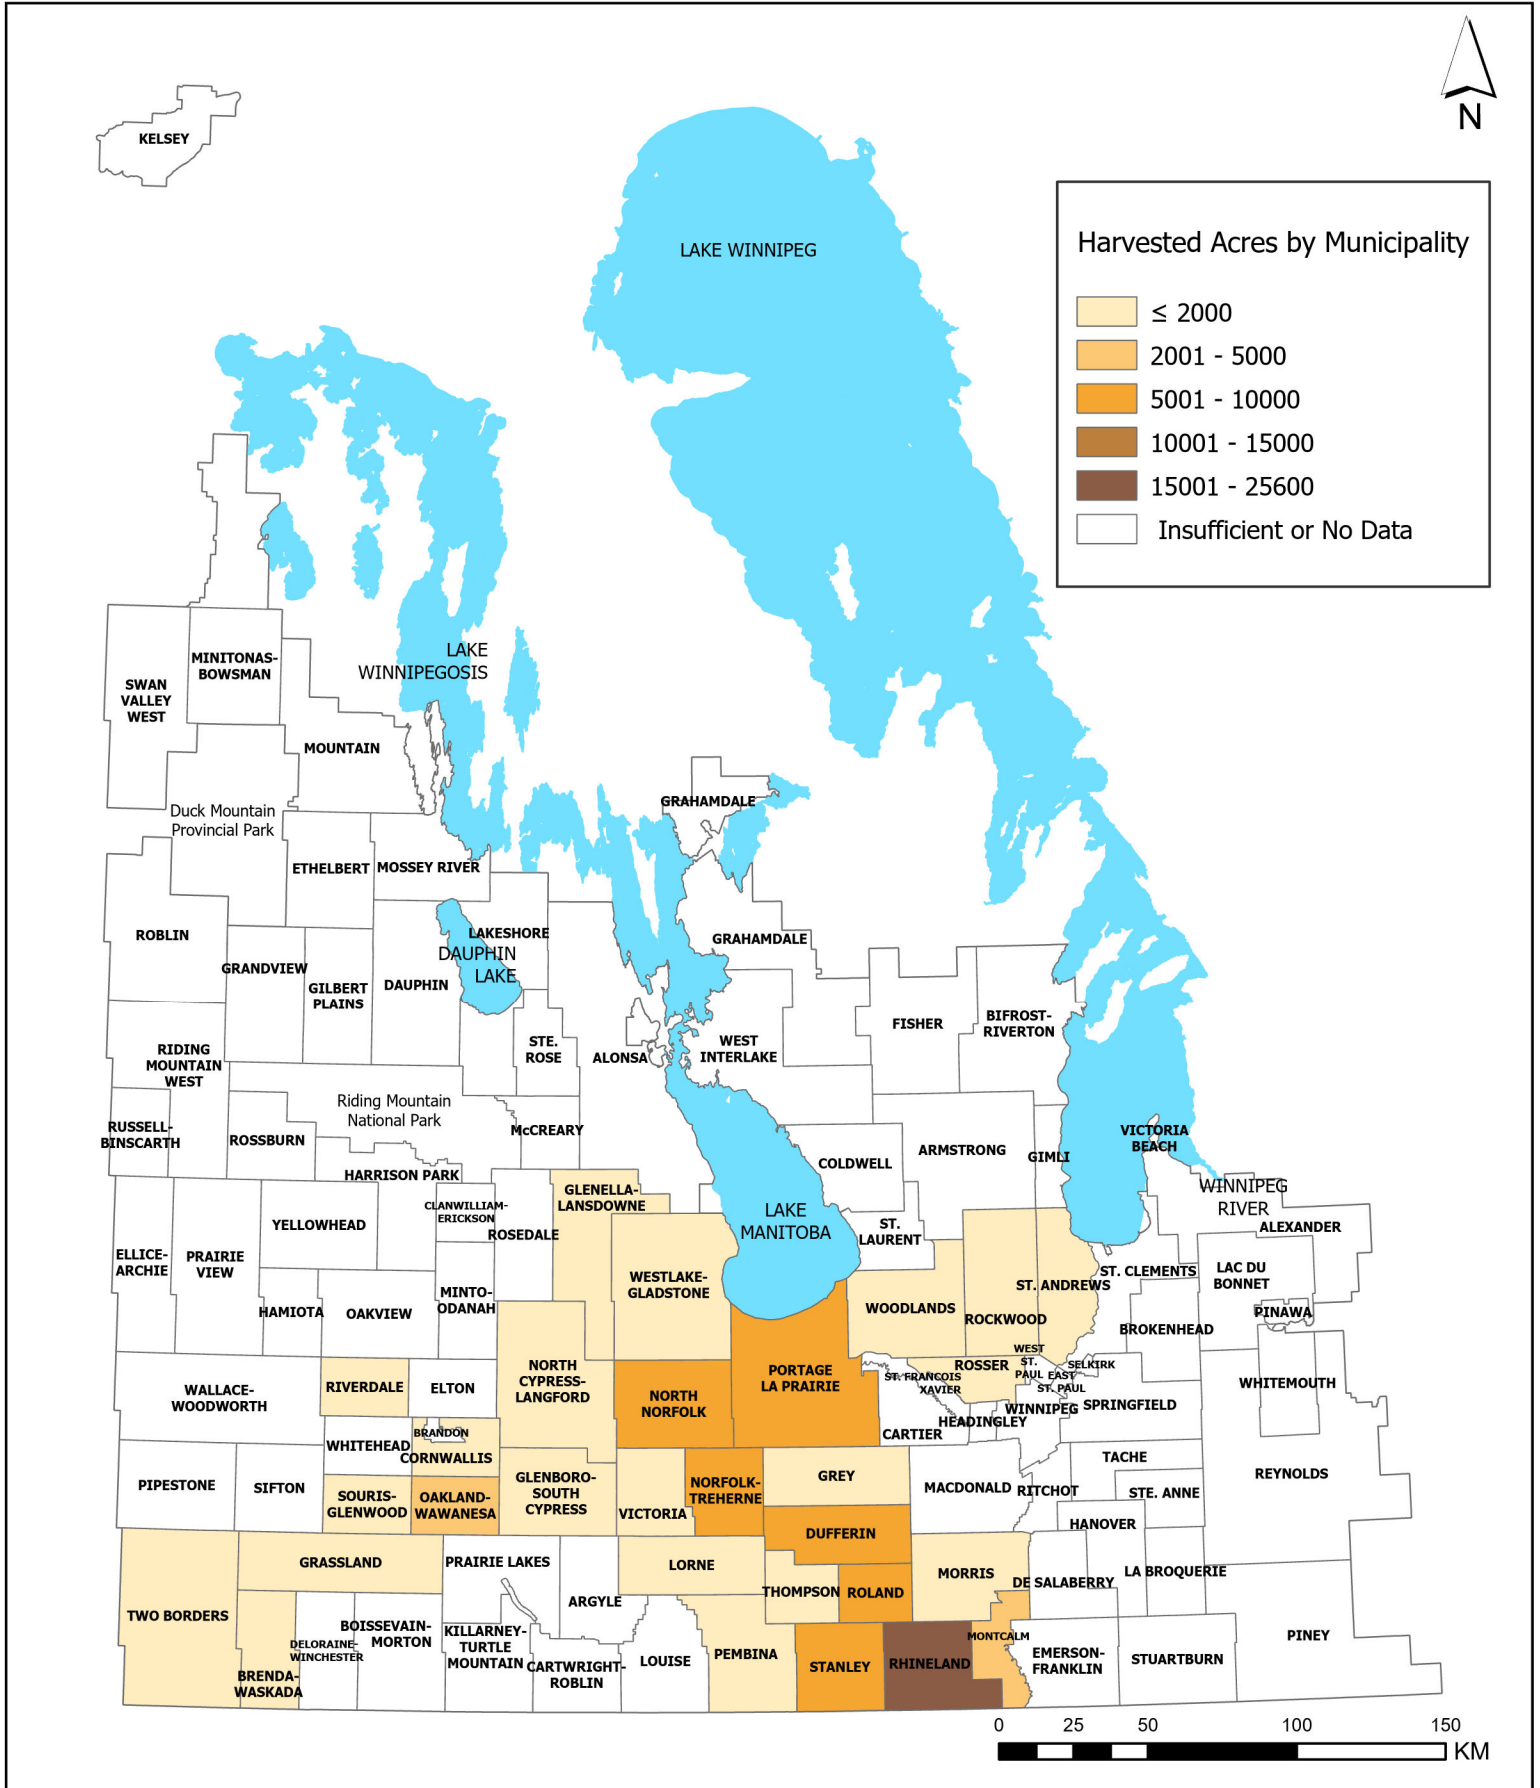 N
KELSEY
LAKE WINNIPEG
Harvested Acres by Municipality
≤ 2000
2001 - 5000
5001 - 10000
10001 - 15000
15001 - 25600
Insufficient or No Data
LAKE
WINNIPEGOSIS
MINITONAS-
BOWSMAN
SWAN
VALLEY
WEST
MOUNTAIN
Duck Mountain
Provincial Park
GRAHAMDALE
ETHELBERT
MOSSEY RIVER
ROBLIN
LAKESHORE
DAUPHIN
LAKE
GRAHAMDALE
GRANDVIEW
GILBERT
PLAINS
DAUPHIN
FISHER
BIFROST-
RIVERTON
RIDING
MOUNTAIN
WEST
STE.
ROSE
ALONSA
WEST
INTERLAKE
Riding Mountain
National Park
RUSSELL-
BINSCARTH
ROSSBURN
McCREARY
VICTORIA
BEACH
HARRISON PARK
COLDWELL
ARMSTRONG
GIMLI
WINNIPEG
RIVER
GLENELLA-
LANSDOWNE
CLANWILLIAM-
ERICKSON
YELLOWHEAD
ROSEDALE
LAKE
MANITOBA
ST.
LAURENT
ALEXANDER
ELLICE-
ARCHIE
PRAIRIE
VIEW
WESTLAKE-
GLADSTONE
ST. ANDREWS
ST. CLEMENTS
LAC DU
BONNET
HAMIOTA
OAKVIEW
MINTO-
ODANAH
WOODLANDS
ROCKWOOD
PINAWA
BROKENHEAD
WALLACE-
WOODWORTH
RIVERDALE
ELTON
NORTH
CYPRESS-
LANGFORD
NORTH
NORFOLK
PORTAGE
LA PRAIRIE
ST. FRANCOIS
XAVIER
ROSSER
WEST
ST.
PAUL
EAST
ST. PAUL
SELKIRK
WHITEMOUTH
SPRINGFIELD
WINNIPEG
HEADINGLEY
CARTIER
WHITEHEAD
BRANDON
CORNWALLIS
PIPESTONE
SIFTON
SOURIS-
GLENWOOD
OAKLAND-
WAWANESA
GLENBORO-
SOUTH
CYPRESS
VICTORIA
NORFOLK-
TREHERNE
GREY
MACDONALD
RITCHOT
TACHE
STE. ANNE
REYNOLDS
HANOVER
DUFFERIN
GRASSLAND
PRAIRIE LAKES
LORNE
MORRIS
DE SALABERRY
LA BROQUERIE
TWO BORDERS
ARGYLE
THOMPSON
ROLAND
BRENDA-
WASKADA
DELORAINE-
WINCHESTER
BOISSEVAIN-
MORTON
KILLARNEY-
TURTLE
MOUNTAIN
CARTWRIGHT-
ROBLIN
LOUISE
PEMBINA
STANLEY
RHINELAND
MONTCALM
EMERSON-
FRANKLIN
STUARTBURN
PINEY
0 25 50 100 150
KM